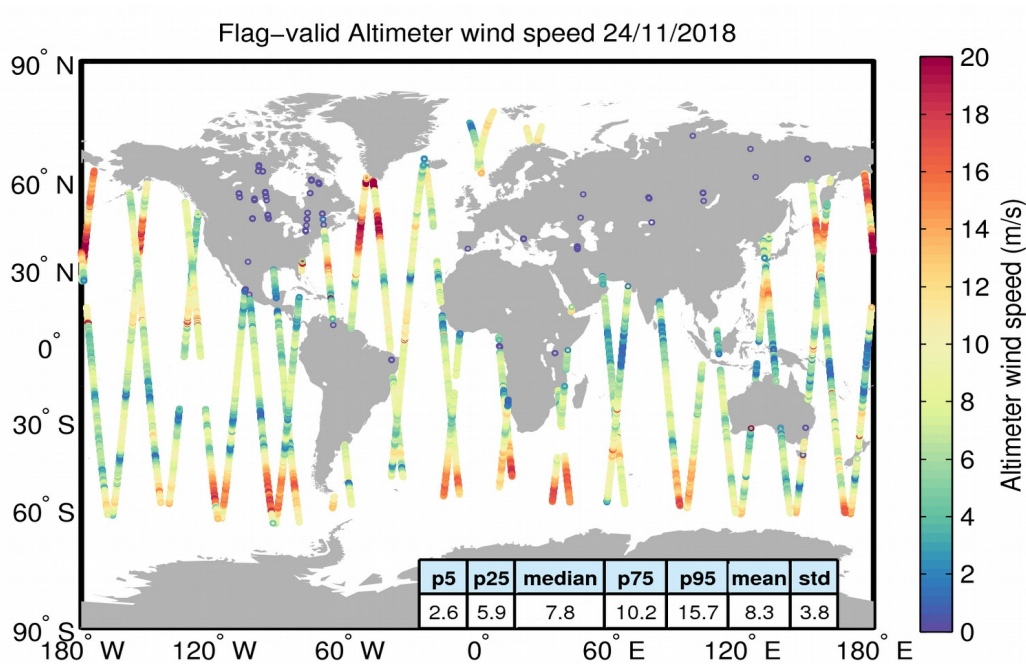 Flag−valid Altimeter wind speed 24/11/2018
90° N
60° N
30° N
0°
30° S
60° S
90° S
180° W
120° W
60° W
0°
60° E
120° E
180° E
p5 p25 median p75 p95 mean std
2.6 5.9 7.8 10.2 15.7 8.3 3.8
20
18
16
14
12
10
8
6
4
2
0
Altimeter wind speed (m/s)